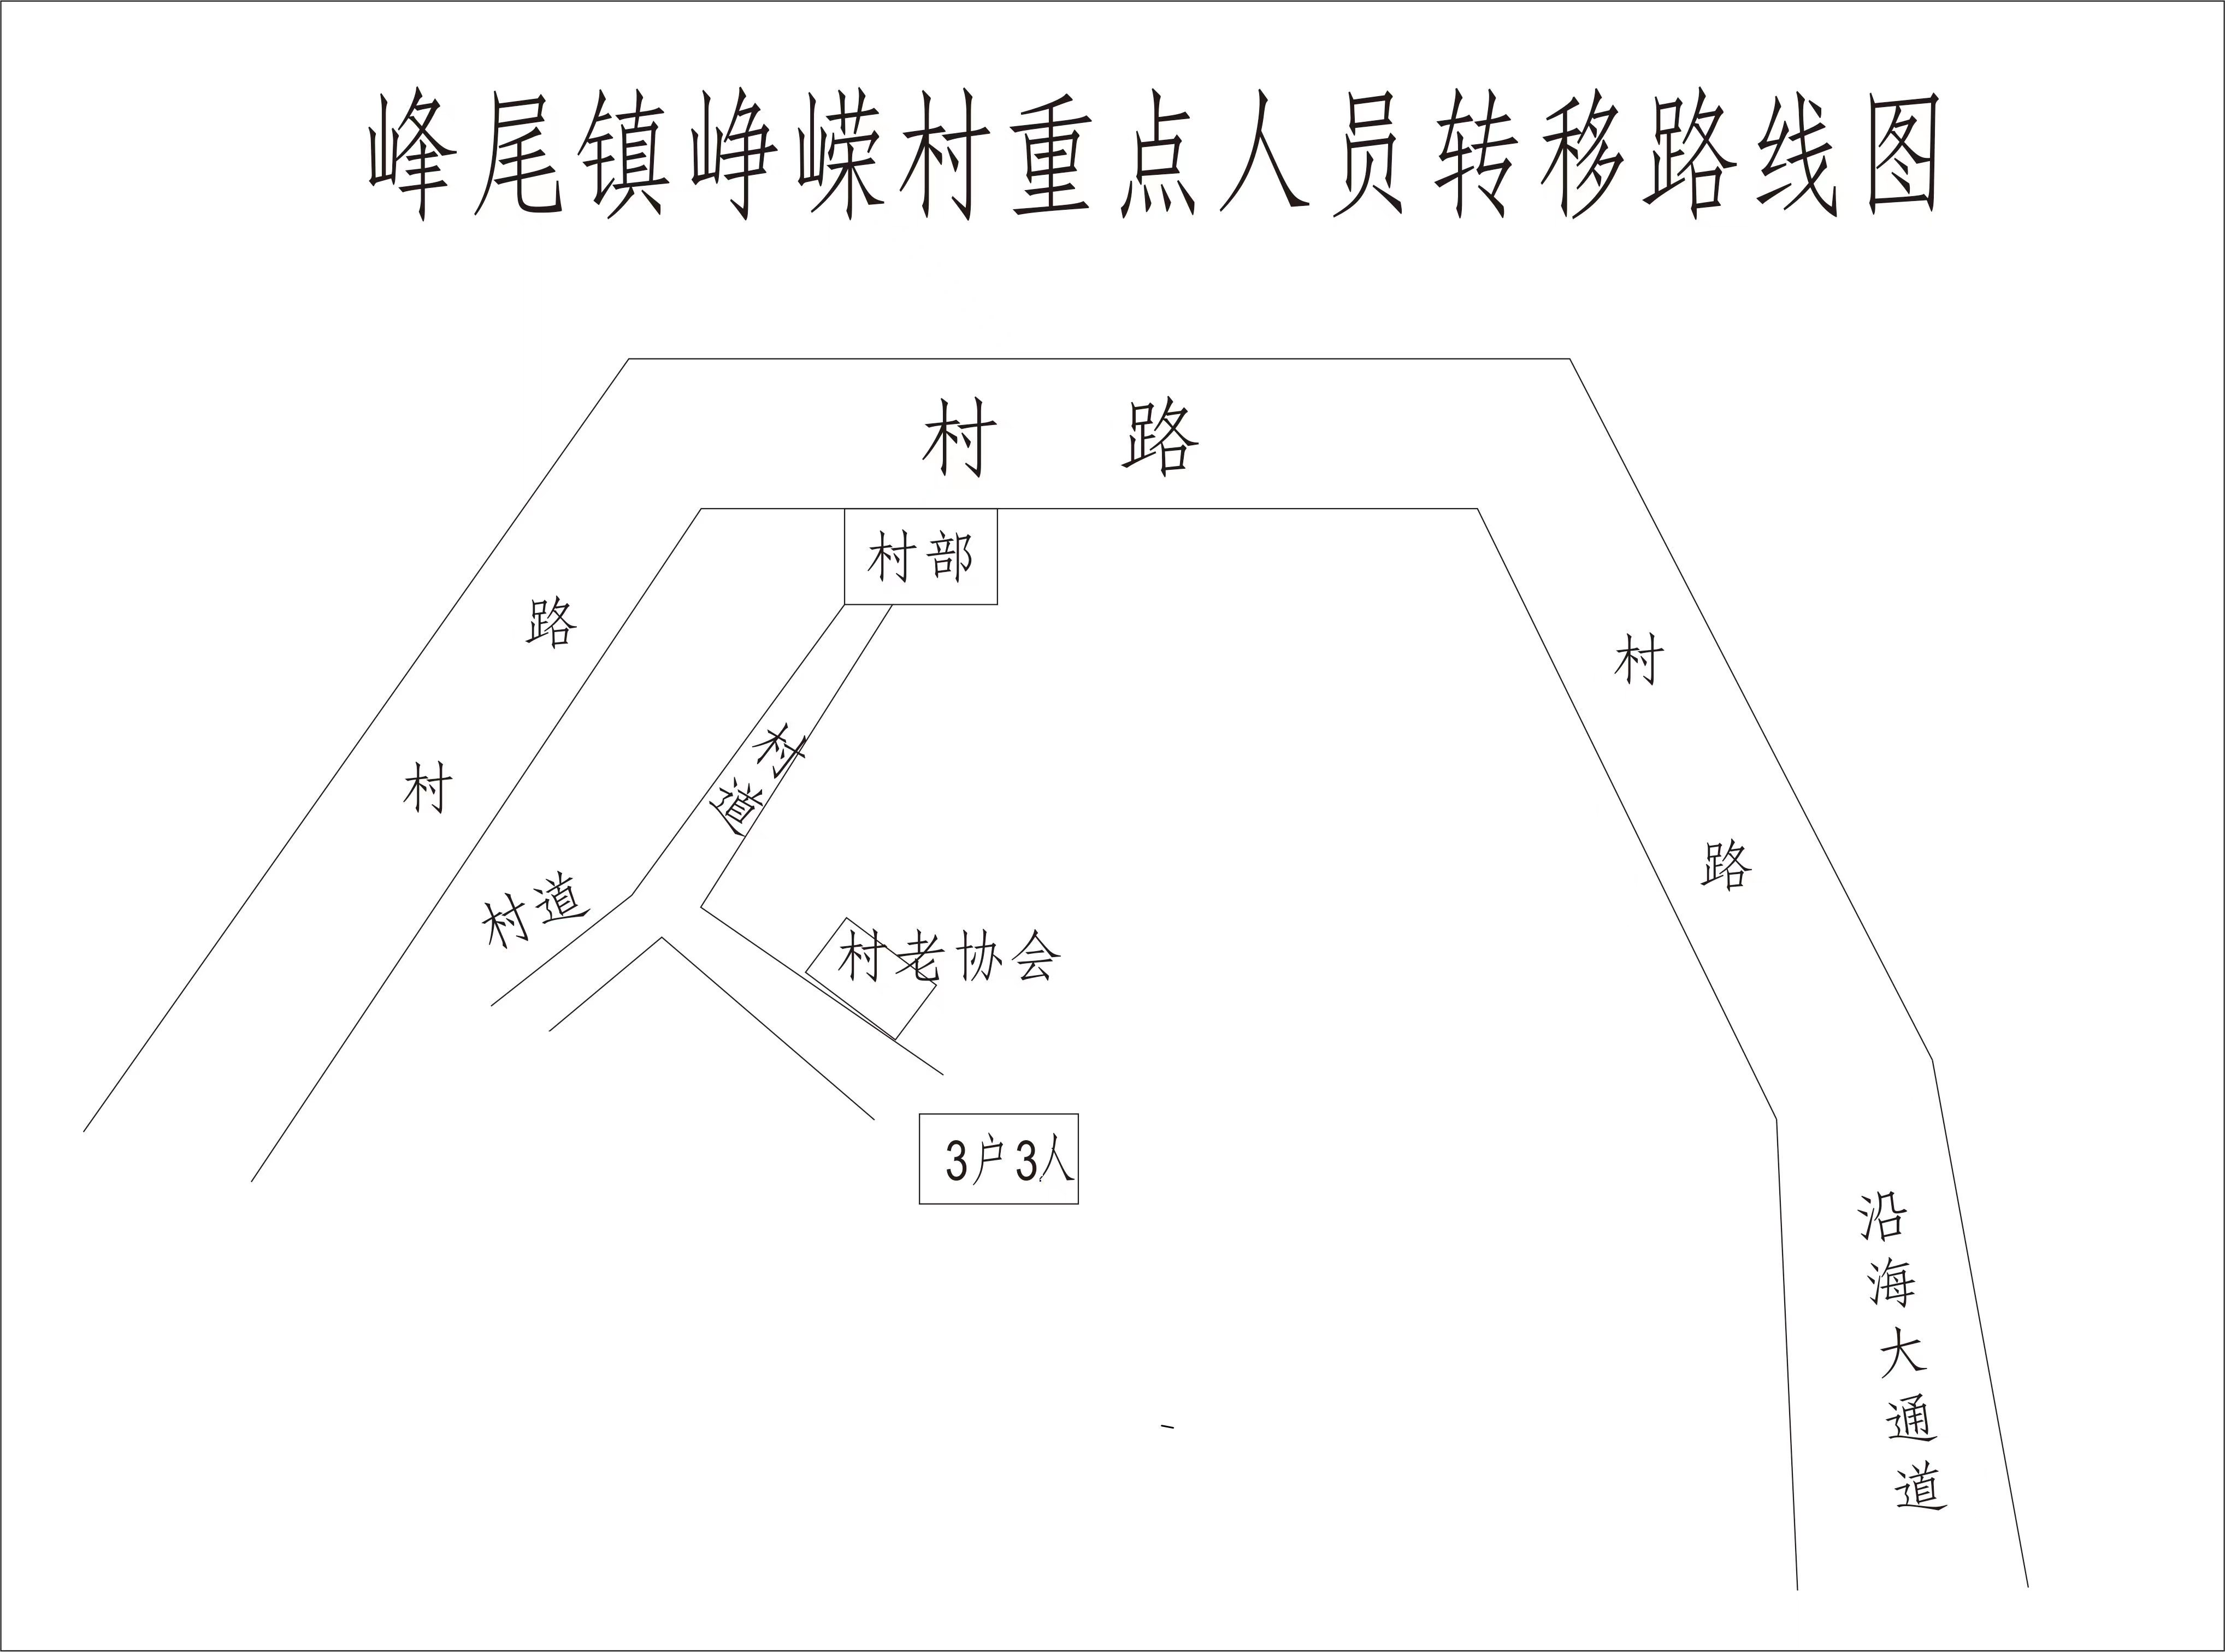 峰尾镇峥嵘村重点人员转移路线图
村 路
村部
村路
村路
村道
村道
村老协会
3户3人
沿海大通道